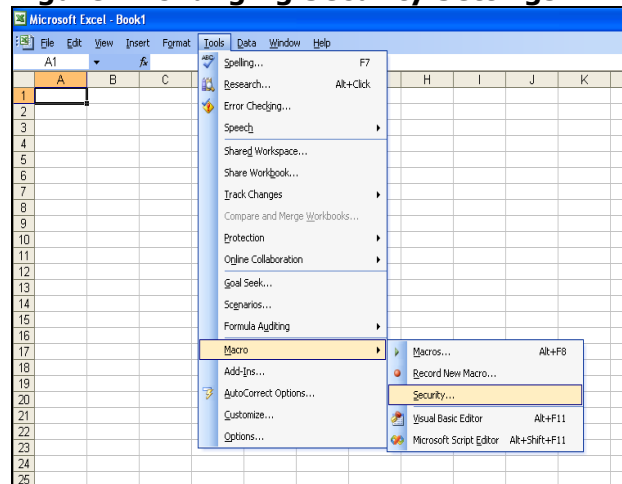 Microsoft Excel - Book1
File Edit View Insert Format Tools Data Window Help
A1 fx
A B C H I J K
Spelling... F7
Research... Alt+Click
Error Checking...
Speech
Shared Workspace...
Share Workbook...
Track Changes
Compare and Merge Workbooks...
Protection
Online Collaboration
Goal Seek...
Scenarios...
Formula Auditing
Macro
Add-Ins...
AutoCorrect Options...
Customize...
Options...
Macros... Alt+F8
Record New Macro...
Security...
Visual Basic Editor Alt+F11
Microsoft Script Editor Alt+Shift+F11
1
2
3
4
5
6
7
8
9
10
11
12
13
14
15
16
17
18
19
20
21
22
23
24
25